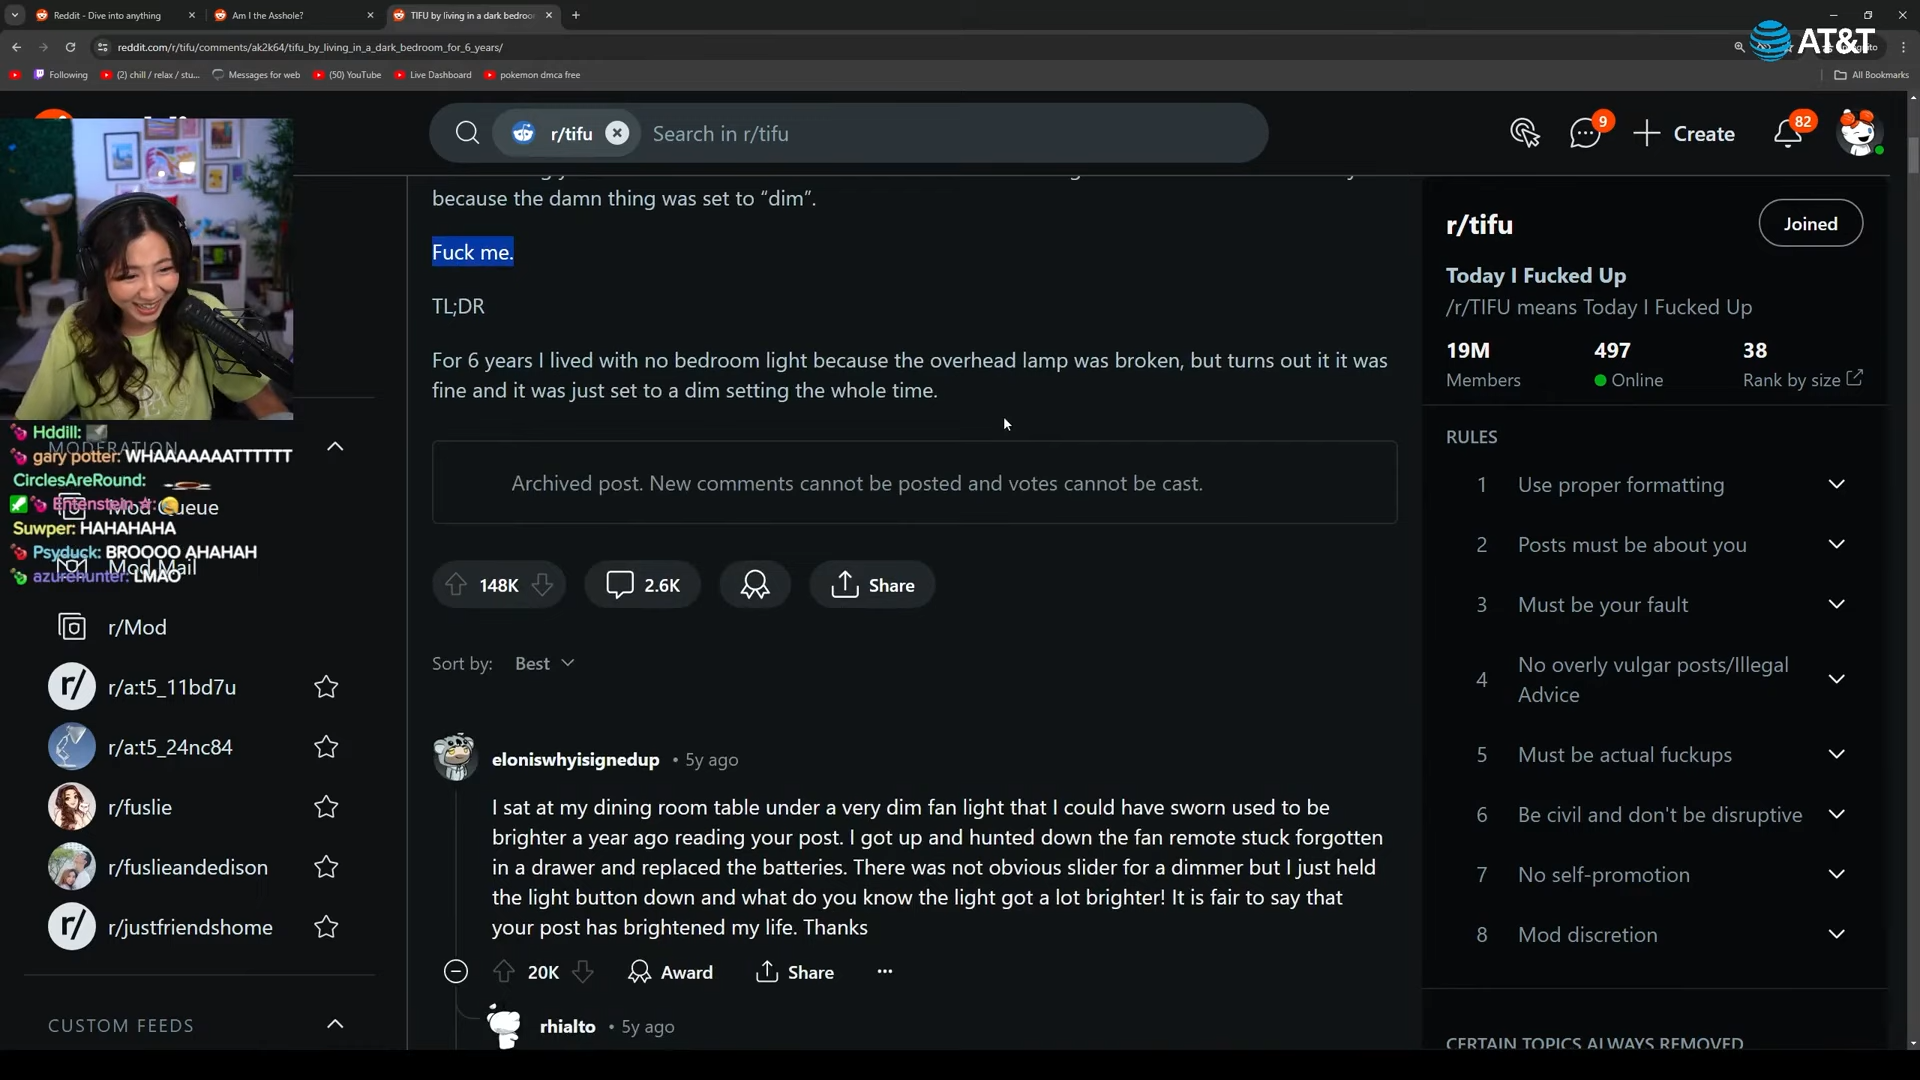 Reddit - Dive into anything
Am I the Asshole?
TIFU by living in a dark bedroo
reddit.com/r/tifu/comments/ak2k64/tifu_by_living_in_a_dark_bedroom_for_6_years/
AT&T
Following
(2) chill / relax / stu...
Messages for web
(50) YouTube
Live Dashboard
pokemon dmca free
All Bookmarks
r/tifu
Search in r/tifu
9
Create
82
because the damn thing was set to “dim”.
Fuck me.
TL;DR
For 6 years I lived with no bedroom light because the overhead lamp was broken, but turns out it it was
fine and it was just set to a dim setting the whole time.
Archived post. New comments cannot be posted and votes cannot be cast.
148K
2.6K
Share
Sort by:
Best
eloniswhyisignedup
• 5y ago
I sat at my dining room table under a very dim fan light that I could have sworn used to be
brighter a year ago reading your post. I got up and hunted down the fan remote stuck forgotten
in a drawer and replaced the batteries. There was not obvious slider for a dimmer but I just held
the light button down and what do you know the light got a lot brighter! It is fair to say that
your post has brightened my life. Thanks
20K
Award
Share
rhialto
• 5y ago
Hddill:
MODERATION
gary potter: WHAAAAAAATTTTTT
CirclesAreRound:
Entenstein
Mod Queue
Suwper: HAHAHAHA
Psyduck: BROOOO AHAHAH
Mod Mail
azurehunter: LMAO
r/Mod
r/ r/a:t5_11bd7u
r/a:t5_24nc84
r/fuslie
r/fuslieandedison
r/ r/justfriendshome
CUSTOM FEEDS
r/tifu
Joined
Today I Fucked Up
/r/TIFU means Today I Fucked Up
19M
497
38
Members
Online
Rank by size
RULES
1 Use proper formatting
2 Posts must be about you
3 Must be your fault
4 No overly vulgar posts/Illegal
Advice
5 Must be actual fuckups
6 Be civil and don't be disruptive
7 No self-promotion
8 Mod discretion
CERTAIN TOPICS ALWAYS REMOVED